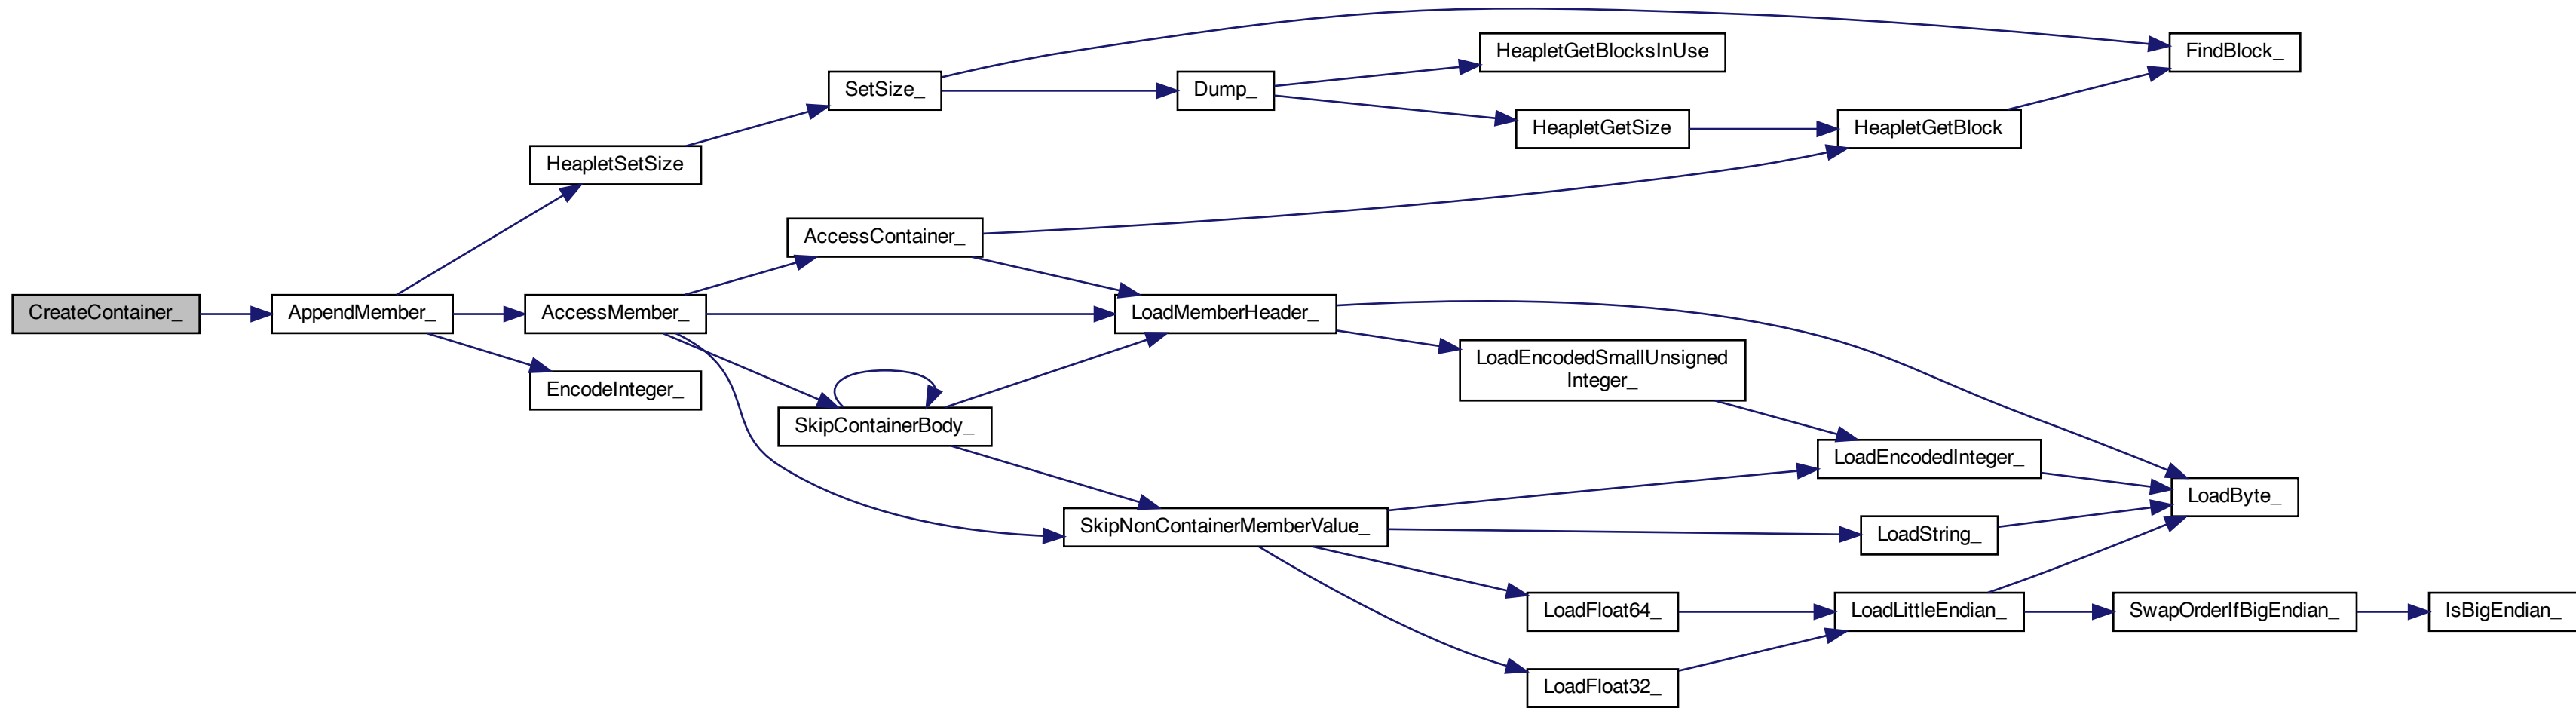 HeapletGetBlocksInUse
FindBlock_
SetSize_
Dump_
HeapletGetSize
HeapletGetBlock
HeapletSetSize
AccessContainer_
CreateContainer_
AppendMember_
AccessMember_
LoadMemberHeader_
LoadEncodedSmallUnsigned
Integer_
EncodeInteger_
SkipContainerBody_
LoadEncodedInteger_
LoadByte_
SkipNonContainerMemberValue_
LoadString_
LoadFloat64_
LoadLittleEndian_
SwapOrderIfBigEndian_
IsBigEndian_
LoadFloat32_